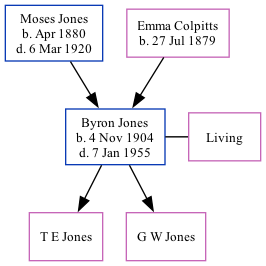 Moses Jones
b. Apr 1880
d. 6 Mar 1920
Emma Colpitts
b. 27 Jul 1879
Byron Jones
b. 4 Nov 1904
d. 7 Jan 1955
Living
T E Jones
G W Jones